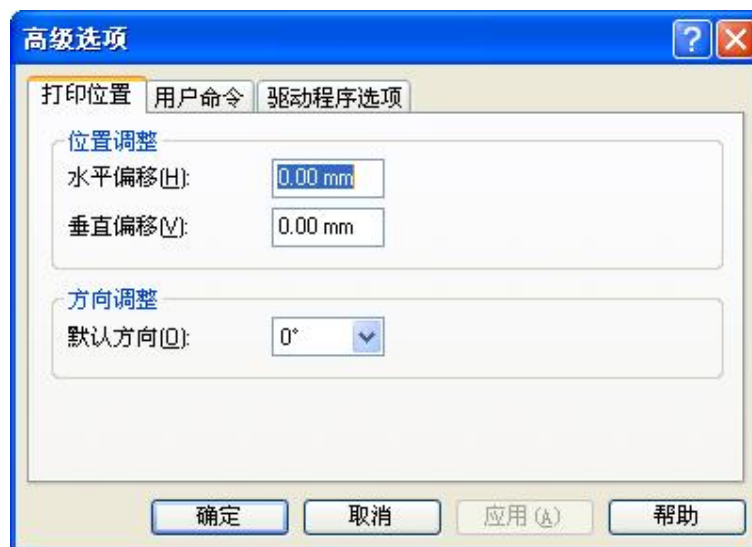 高级选项
打印位置 用户命令 驱动程序选项
位置调整
水平偏移(H): 0.00 mm
垂直偏移(V): 0.00 mm
方向调整
默认方向(O): 0°
确定 取消 应用(A) 帮助